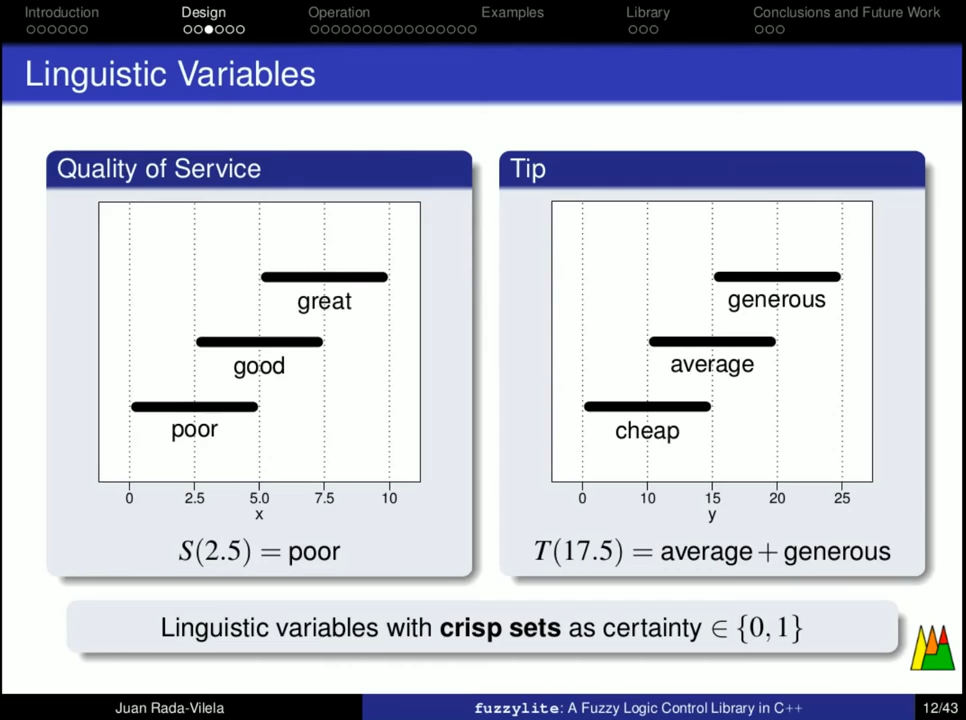 Introduction Design Operation Examples Library Conclusions and Future Work
Linguistic Variables
Quality of Service
great
good
poor
0 2.5 5.0 7.5 10
x
S(2.5) = poor
Tip
generous
average
cheap
0 10 15 20 25
y
T(17.5) = average + generous
Linguistic variables with crisp sets as certainty ∈ {0, 1}
Juan Rada-Vilela fuzzylite: A Fuzzy Logic Control Library in C++ 12/43